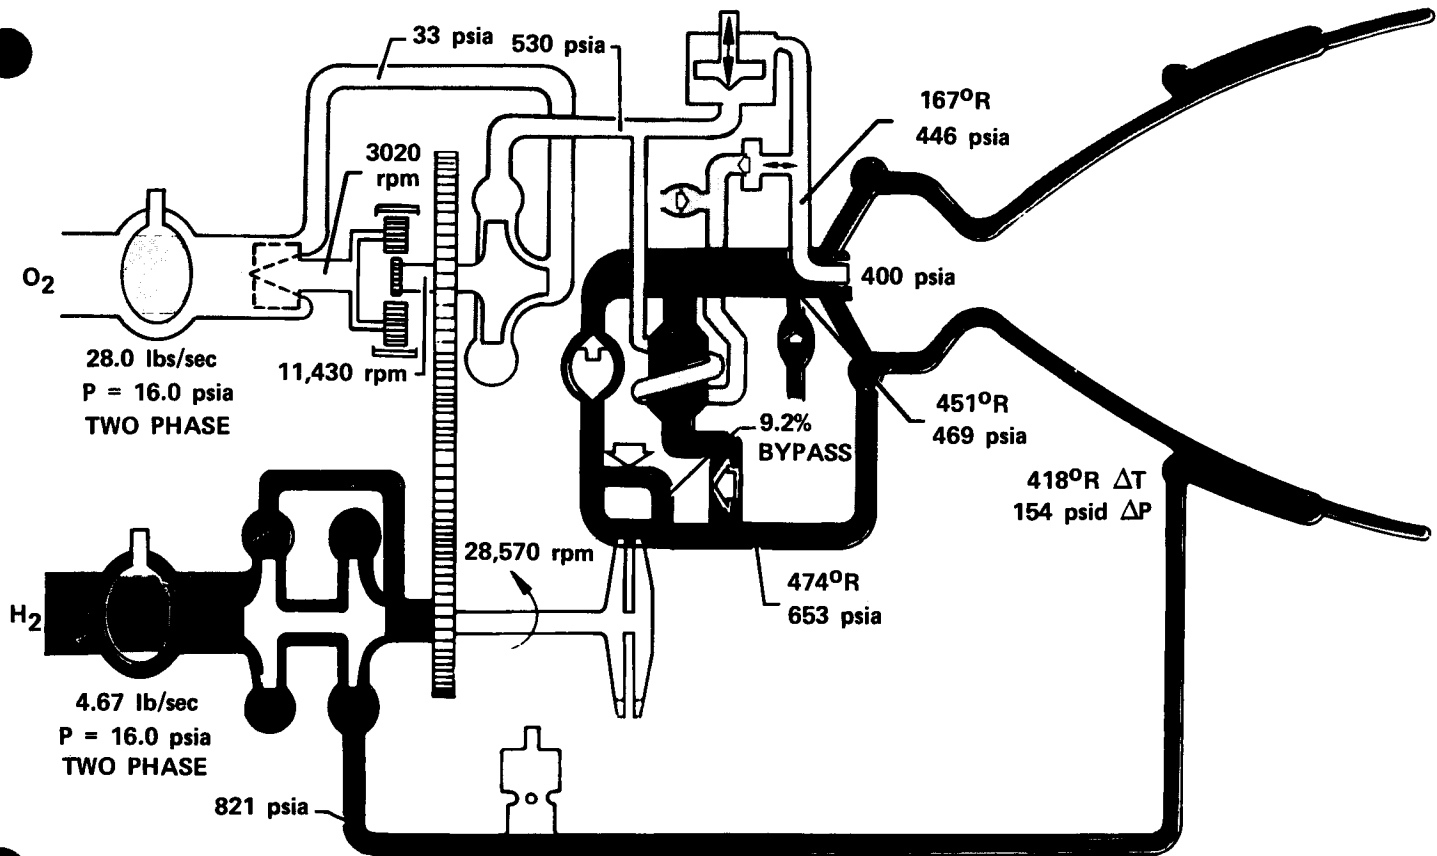 33 psia
530 psia
167°R
446 psia
3020
rpm
O2
400 psia
28.0 lbs/sec
P = 16.0 psia
TWO PHASE
11,430 rpm
451°R
469 psia
9.2%
BYPASS
418°R ΔT
154 psid ΔP
28,570 rpm
474°R
653 psia
H2
4.67 lb/sec
P = 16.0 psia
TWO PHASE
821 psia